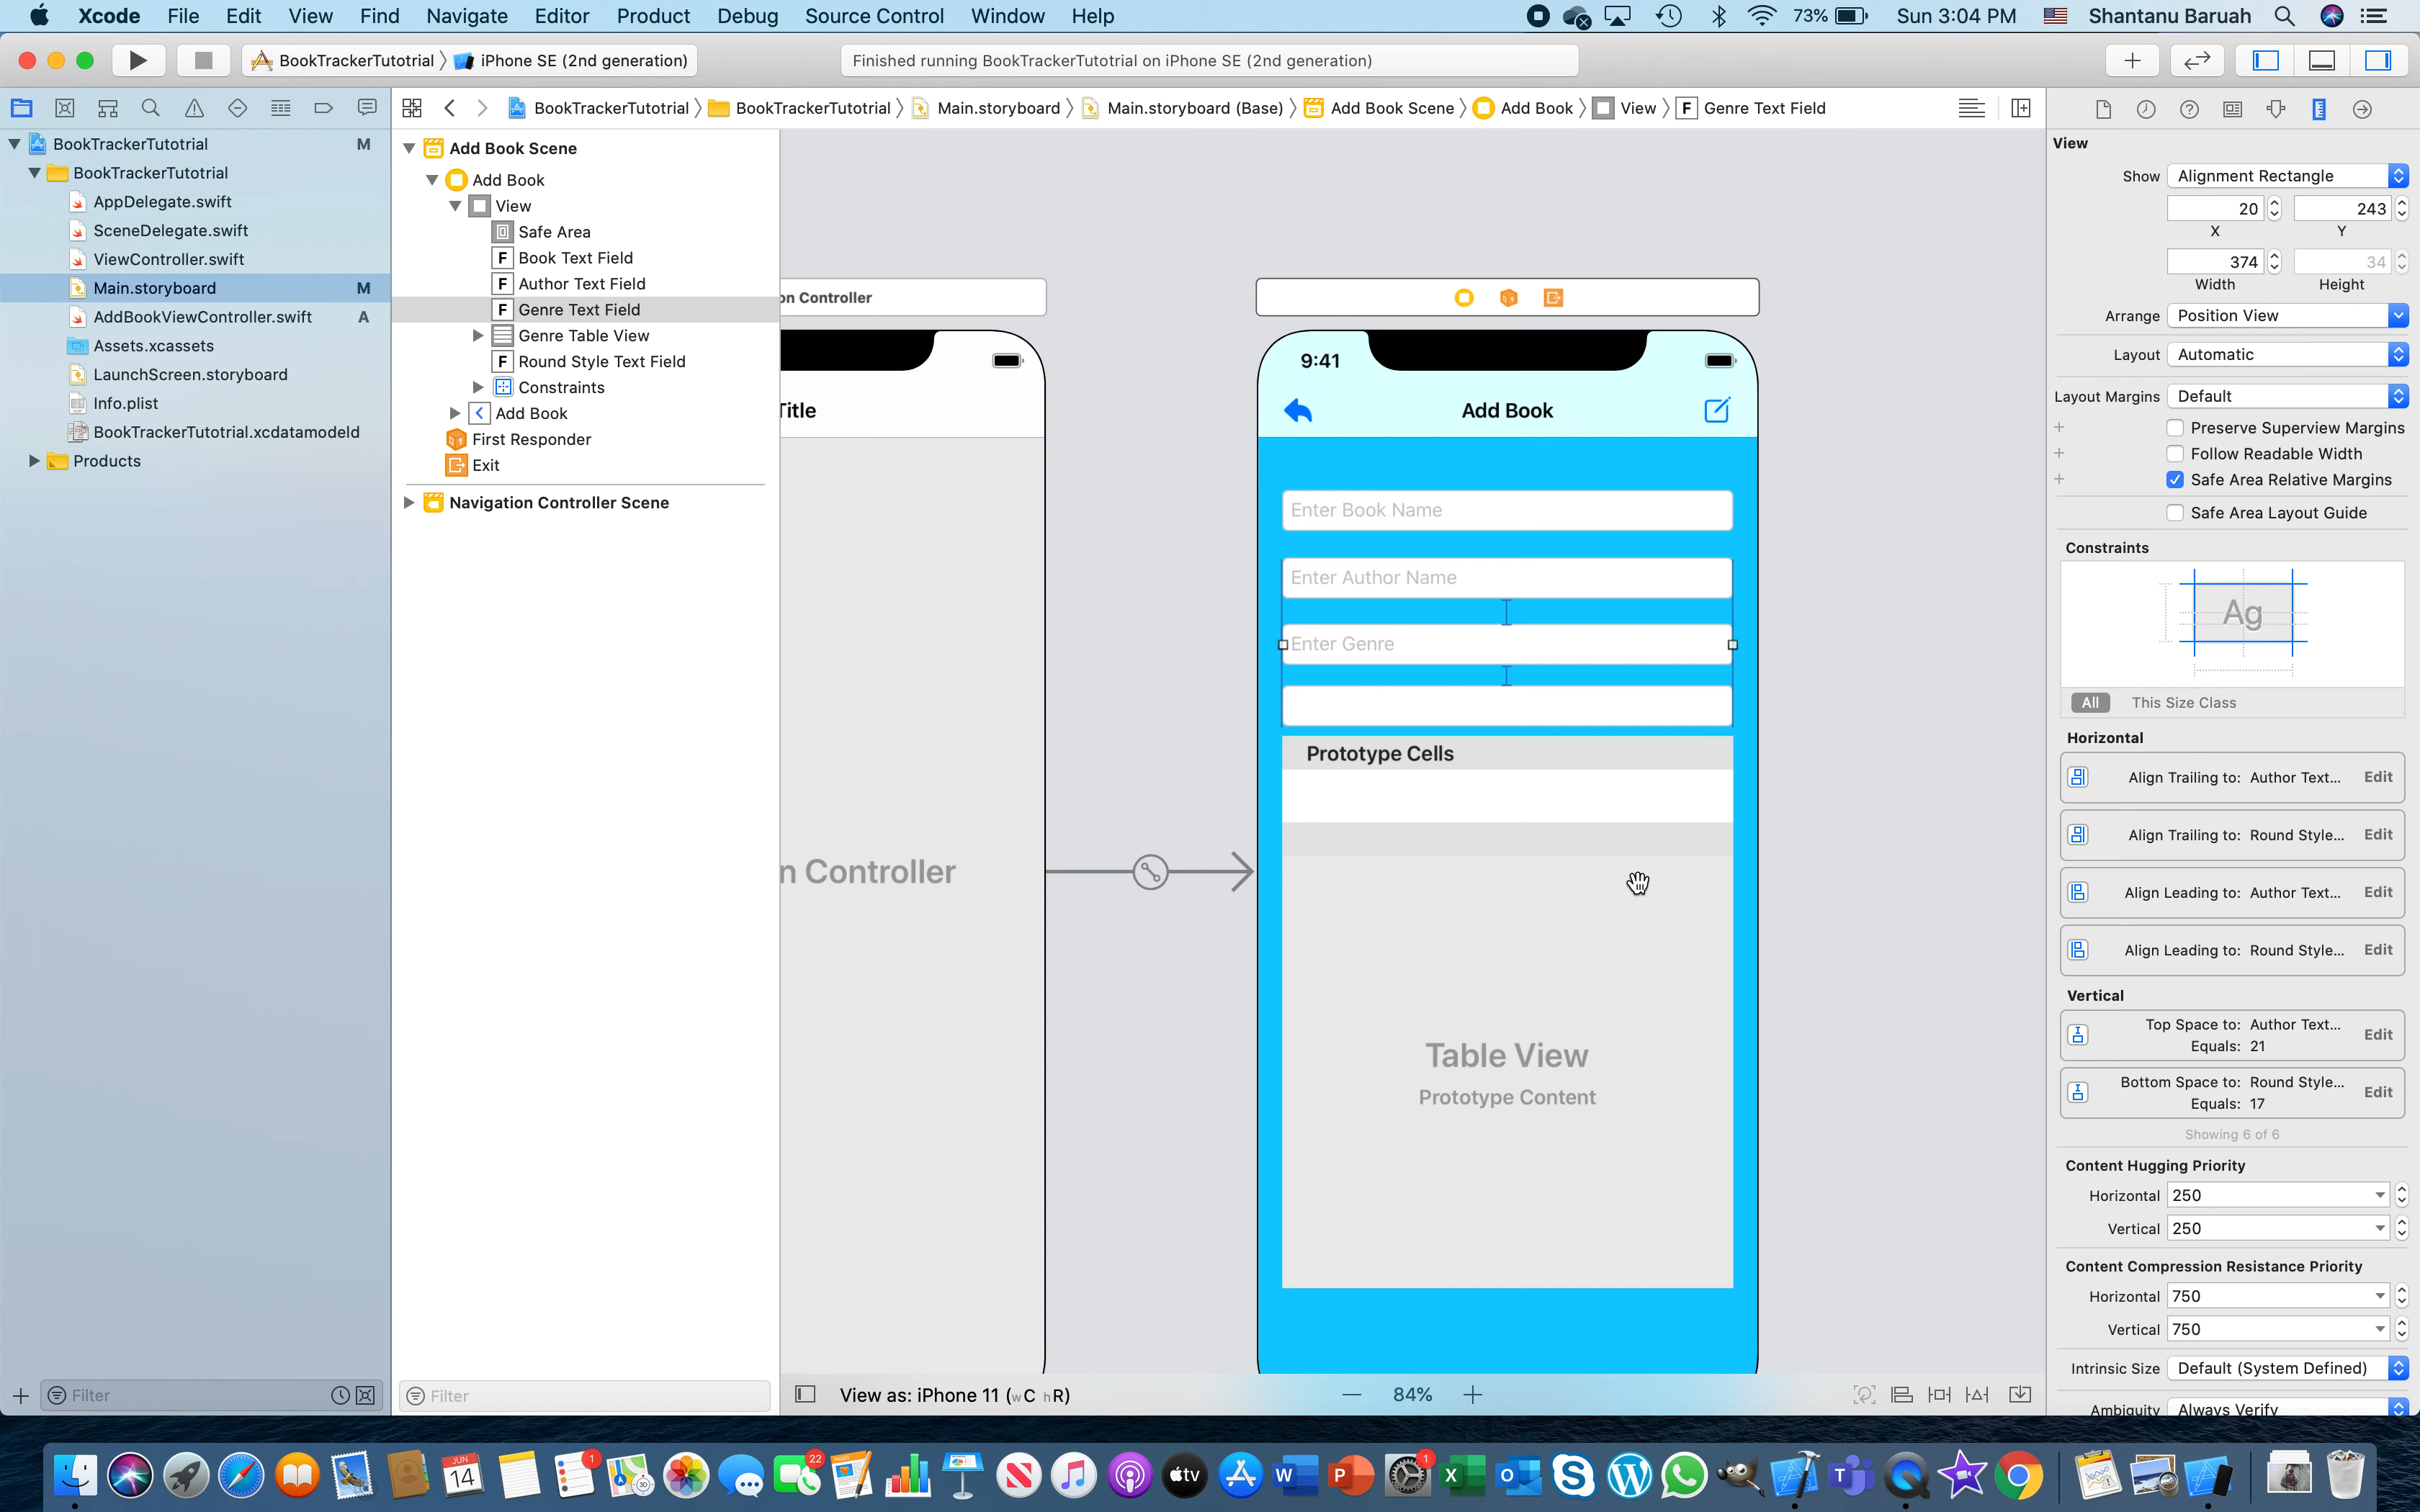 Xcode File Edit View Find Navigate Editor Product Debug Source Control Window Help 73% Sun 3:04 PM Shantanu Baruah
BookTrackerTutotrial iPhone SE (2nd generation) Finished running BookTrackerTutotrial on iPhone SE (2nd generation)
BookTrackerTutotrial BookTrackerTutotrial Main.storyboard Main.storyboard (Base) Add Book Scene Add Book View F Genre Text Field
BookTrackerTutotrial M
BookTrackerTutotrial
AppDelegate.swift
SceneDelegate.swift
ViewController.swift
Main.storyboard M
AddBookViewController.swift A
Assets.xcassets
LaunchScreen.storyboard
Info.plist
BookTrackerTutotrial.xcdatamodeld
Products
Filter
Add Book Scene
Add Book
View
Safe Area
F Book Text Field
F Author Text Field
F Genre Text Field
Genre Table View
F Round Style Text Field
Constraints
Add Book
First Responder
Exit
Navigation Controller Scene
Filter
on Controller
Title
n Controller
9:41
Add Book
Enter Book Name
Enter Author Name
Enter Genre
Prototype Cells
Table View
Prototype Content
View as: iPhone 11 (wC hR)
84%
View
Show Alignment Rectangle
20 243
X Y
374 34
Width Height
Arrange Position View
Layout Automatic
Layout Margins Default
Preserve Superview Margins
Follow Readable Width
Safe Area Relative Margins
Safe Area Layout Guide
Constraints
Ag
All This Size Class
Horizontal
Align Trailing to: Author Text... Edit
Align Trailing to: Round Style... Edit
Align Leading to: Author Text... Edit
Align Leading to: Round Style... Edit
Vertical
Top Space to: Author Text... Edit
Equals: 21
Bottom Space to: Round Style... Edit
Equals: 17
Showing 6 of 6
Content Hugging Priority
Horizontal 250
Vertical 250
Content Compression Resistance Priority
Horizontal 750
Vertical 750
Intrinsic Size Default (System Defined)
Ambiguity Always Verify
JUN
14
1
22
tv
W
P
1
X
O
S
T